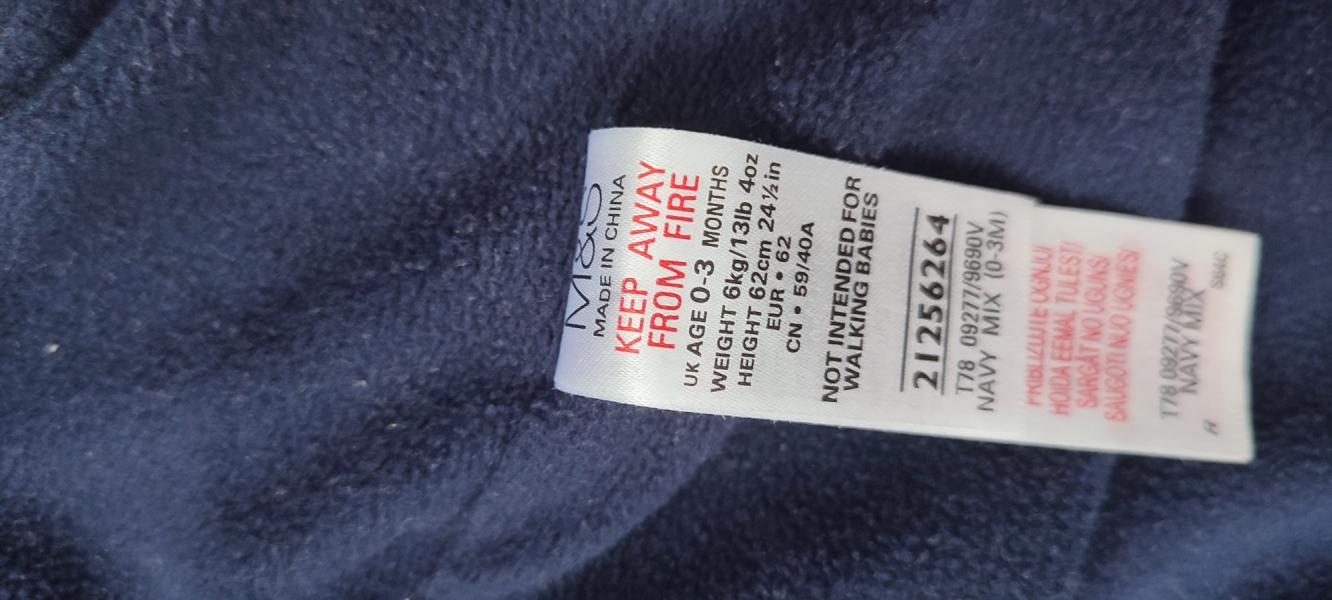 M&S
MADE IN CHINA
KEEP AWAY
FROM FIRE
UK AGE 0-3 MONTHS
WEIGHT 6kg/13lb 4oz
HEIGHT 62cm 24½in
EUR • 62
CN • 59/40A
NOT INTENDED FOR
WALKING BABIES
21256264
T78 09277/9690V
NAVY MIX (0-3M)
UGNJU/
HOIDA EEMAL TULEST/
SARGĀT NO UGUNS/
SAUGOTI NUO UGNIES/
T78 09277/9690V
NAVY MIX